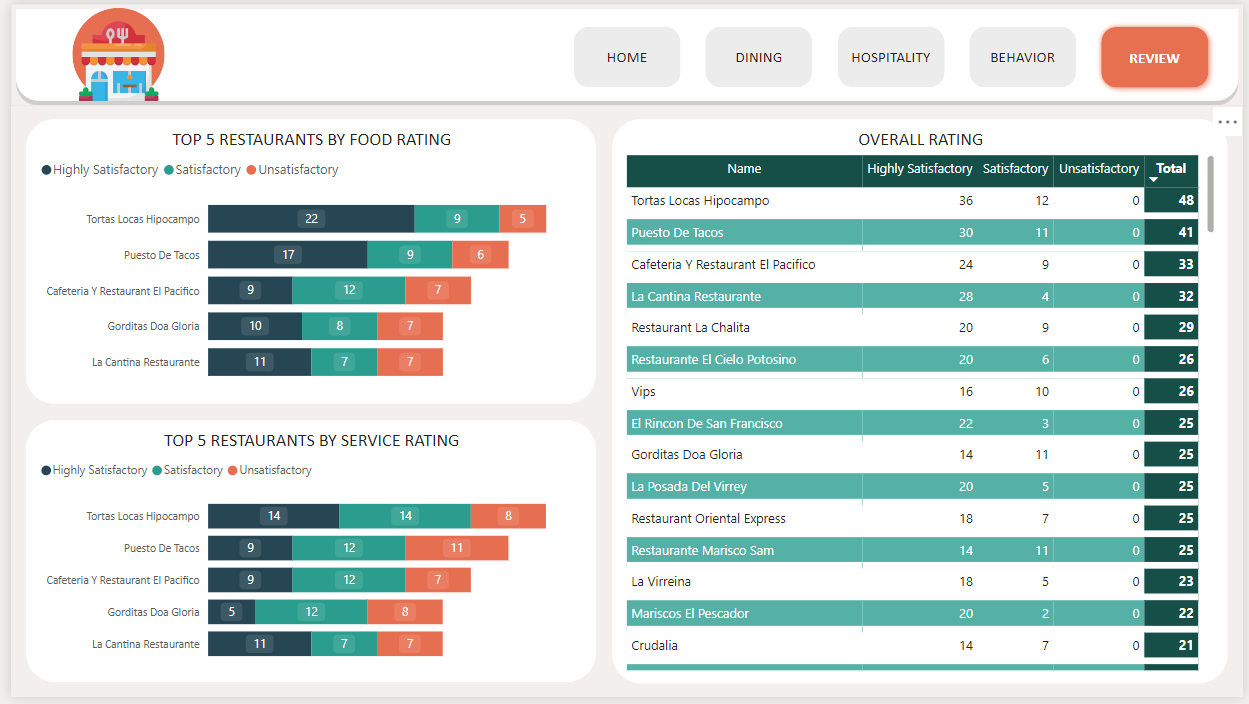 HOME DINING HOSPITALITY BEHAVIOR REVIEW
TOP 5 RESTAURANTS BY FOOD RATING
Highly Satisfactory Satisfactory Unsatisfactory
Tortas Locas Hipocampo 22 9 5
Puesto De Tacos 17 9 6
Cafeteria Y Restaurant El Pacifico 9 12 7
Gorditas Doa Gloria 10 8 7
La Cantina Restaurante 11 7 7
TOP 5 RESTAURANTS BY SERVICE RATING
Highly Satisfactory Satisfactory Unsatisfactory
Tortas Locas Hipocampo 14 14 8
Puesto De Tacos 9 12 11
Cafeteria Y Restaurant El Pacifico 9 12 7
Gorditas Doa Gloria 5 12 8
La Cantina Restaurante 11 7 7
OVERALL RATING
Name Highly Satisfactory Satisfactory Unsatisfactory Total
Tortas Locas Hipocampo 36 12 0 48
Puesto De Tacos 30 11 0 41
Cafeteria Y Restaurant El Pacifico 24 9 0 33
La Cantina Restaurante 28 4 0 32
Restaurant La Chalita 20 9 0 29
Restaurante El Cielo Potosino 20 6 0 26
Vips 16 10 0 26
El Rincon De San Francisco 22 3 0 25
Gorditas Doa Gloria 14 11 0 25
La Posada Del Virrey 20 5 0 25
Restaurant Oriental Express 18 7 0 25
Restaurante Marisco Sam 14 11 0 25
La Virreina 18 5 0 23
Mariscos El Pescador 20 2 0 22
Crudalia 14 7 0 21